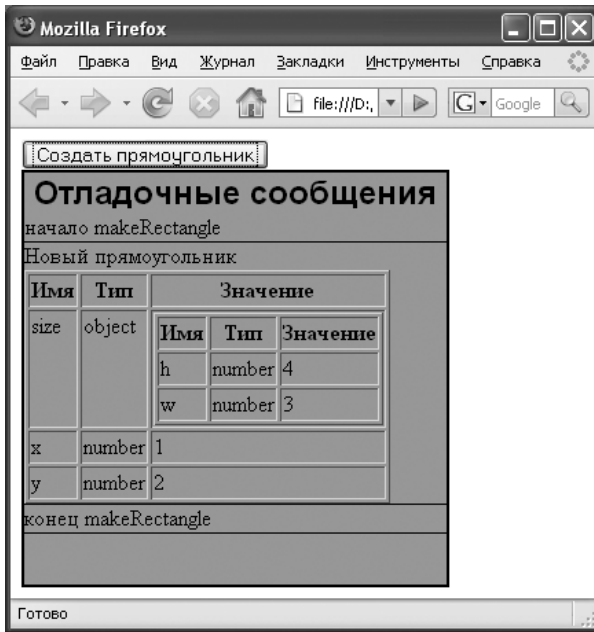 Mozilla Firefox
Файл Правка Вид Журнал Закладки Инструменты Справка
file:///D:, G Google
Создать прямоугольник
Отладочные сообщения
начало makeRectangle
Новый прямоугольник
Имя Тип Значение
size object
Имя Тип Значение
h number 4
w number 3
x number 1
y number 2
конец makeRectangle
Готово